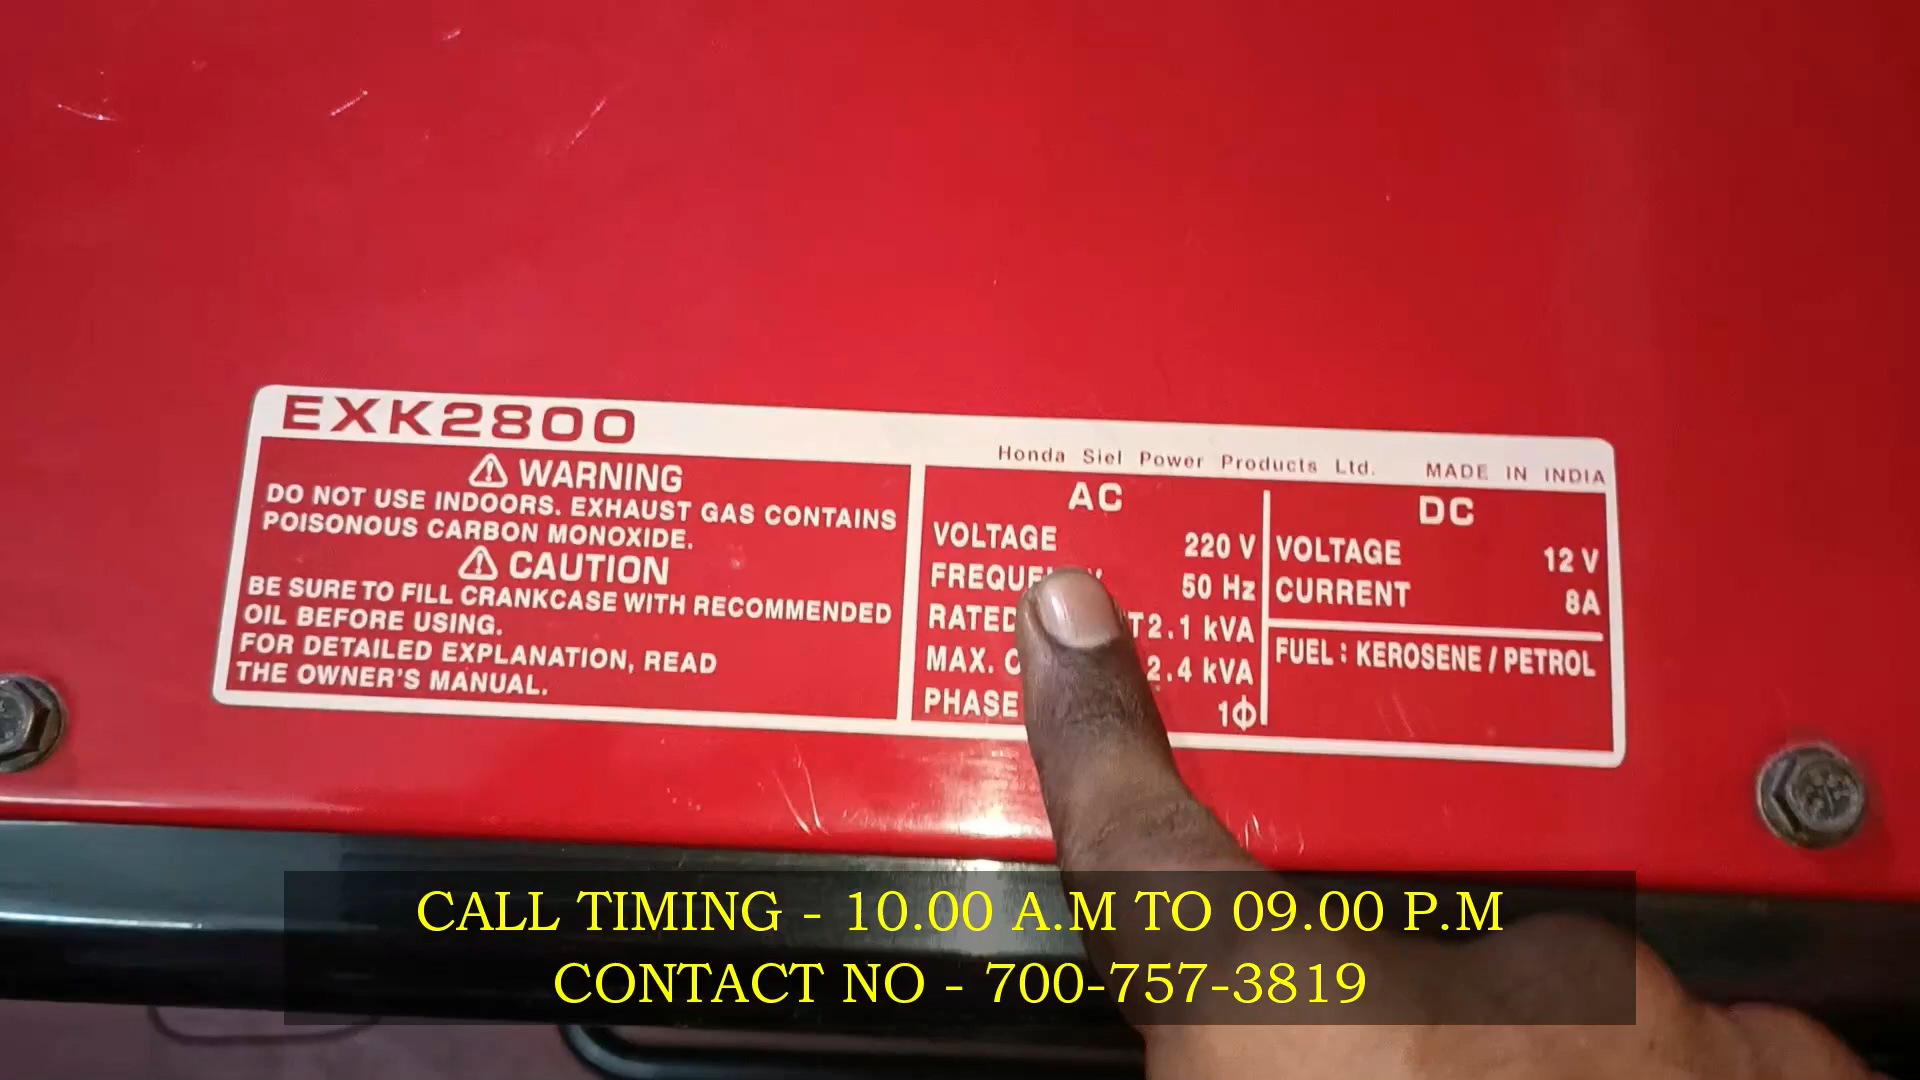 EXK2800
Honda Siel Power Products Ltd. MADE IN INDIA
⚠ WARNING
DO NOT USE INDOORS. EXHAUST GAS CONTAINS
POISONOUS CARBON MONOXIDE.
⚠ CAUTION
BE SURE TO FILL CRANKCASE WITH RECOMMENDED
OIL BEFORE USING.
FOR DETAILED EXPLANATION, READ
THE OWNER'S MANUAL.
AC
VOLTAGE 220 V
50 Hz
RATED 2.1 kVA
MAX. 2.4 kVA
PHASE 1Φ
DC
VOLTAGE 12 V
CURRENT 8A
FUEL : KEROSENE / PETROL
CALL TIMING - 10.00 A.M TO 09.00 P.M
CONTACT NO - 700-757-3819